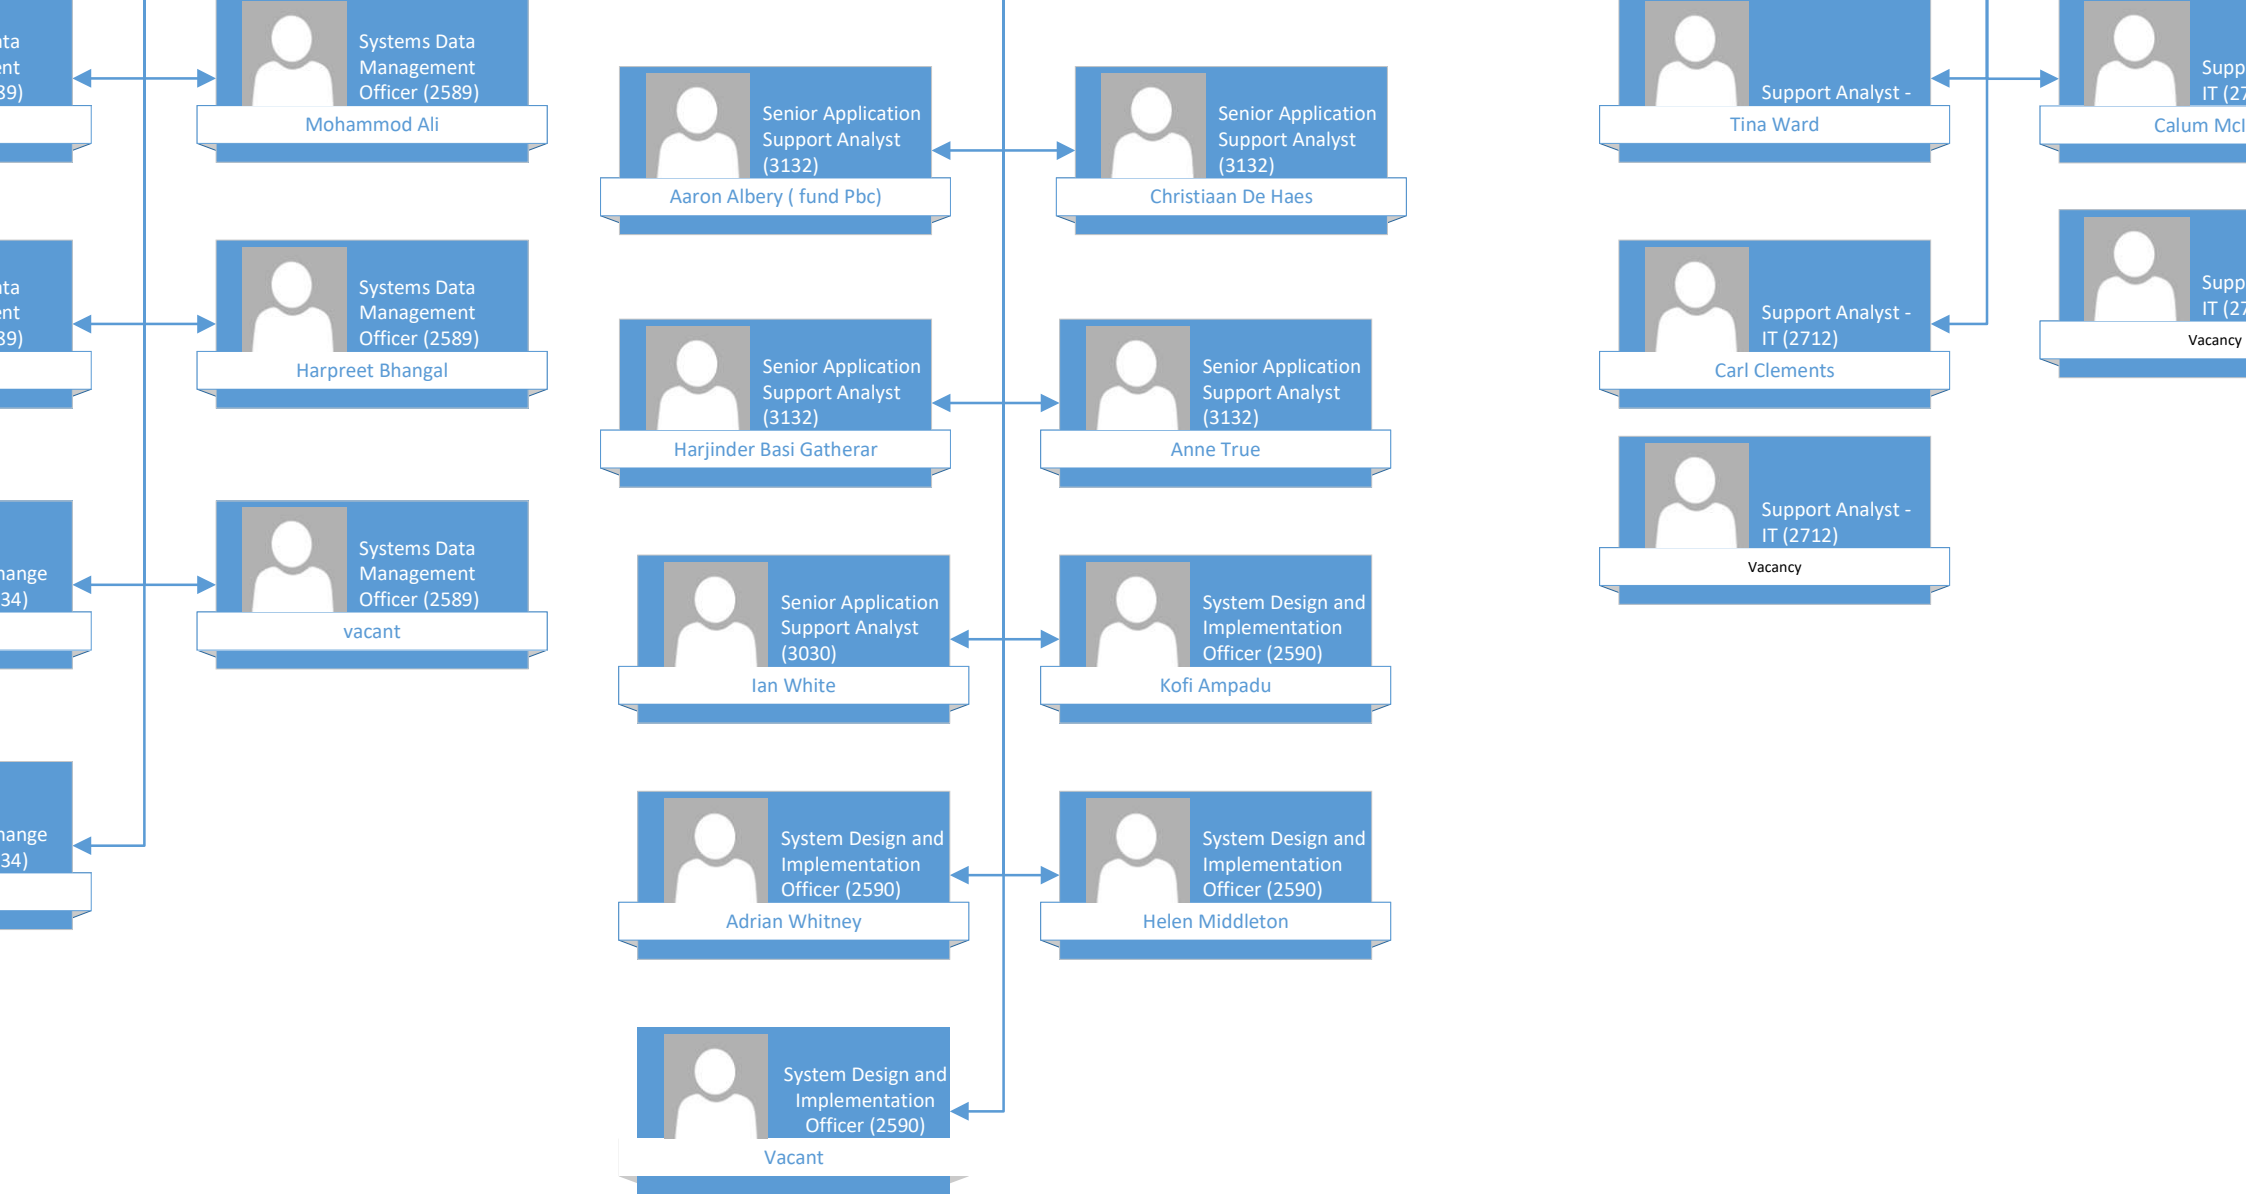 Systems Data
Management
Officer (2589)
Mohammod Ali
Systems Data
Management
Officer (2589)
Harpreet Bhangal
Systems Data
Management
Officer (2589)
vacant
34)
34)
Senior Application
Support Analyst
(3132)
Aaron Albery ( fund Pbc)
Senior Application
Support Analyst
(3132)
Christiaan De Haes
Senior Application
Support Analyst
(3132)
Harjinder Basi Gatherar
Senior Application
Support Analyst
(3132)
Anne True
Senior Application
Support Analyst
(3030)
Ian White
System Design and
Implementation
Officer (2590)
Kofi Ampadu
System Design and
Implementation
Officer (2590)
Adrian Whitney
System Design and
Implementation
Officer (2590)
Helen Middleton
System Design and
Implementation
Officer (2590)
Vacant
Support Analyst -
Tina Ward
IT
Calum
Support Analyst -
IT (2712)
Carl Clements
IT
Vacancy
Support Analyst -
IT (2712)
Vacancy